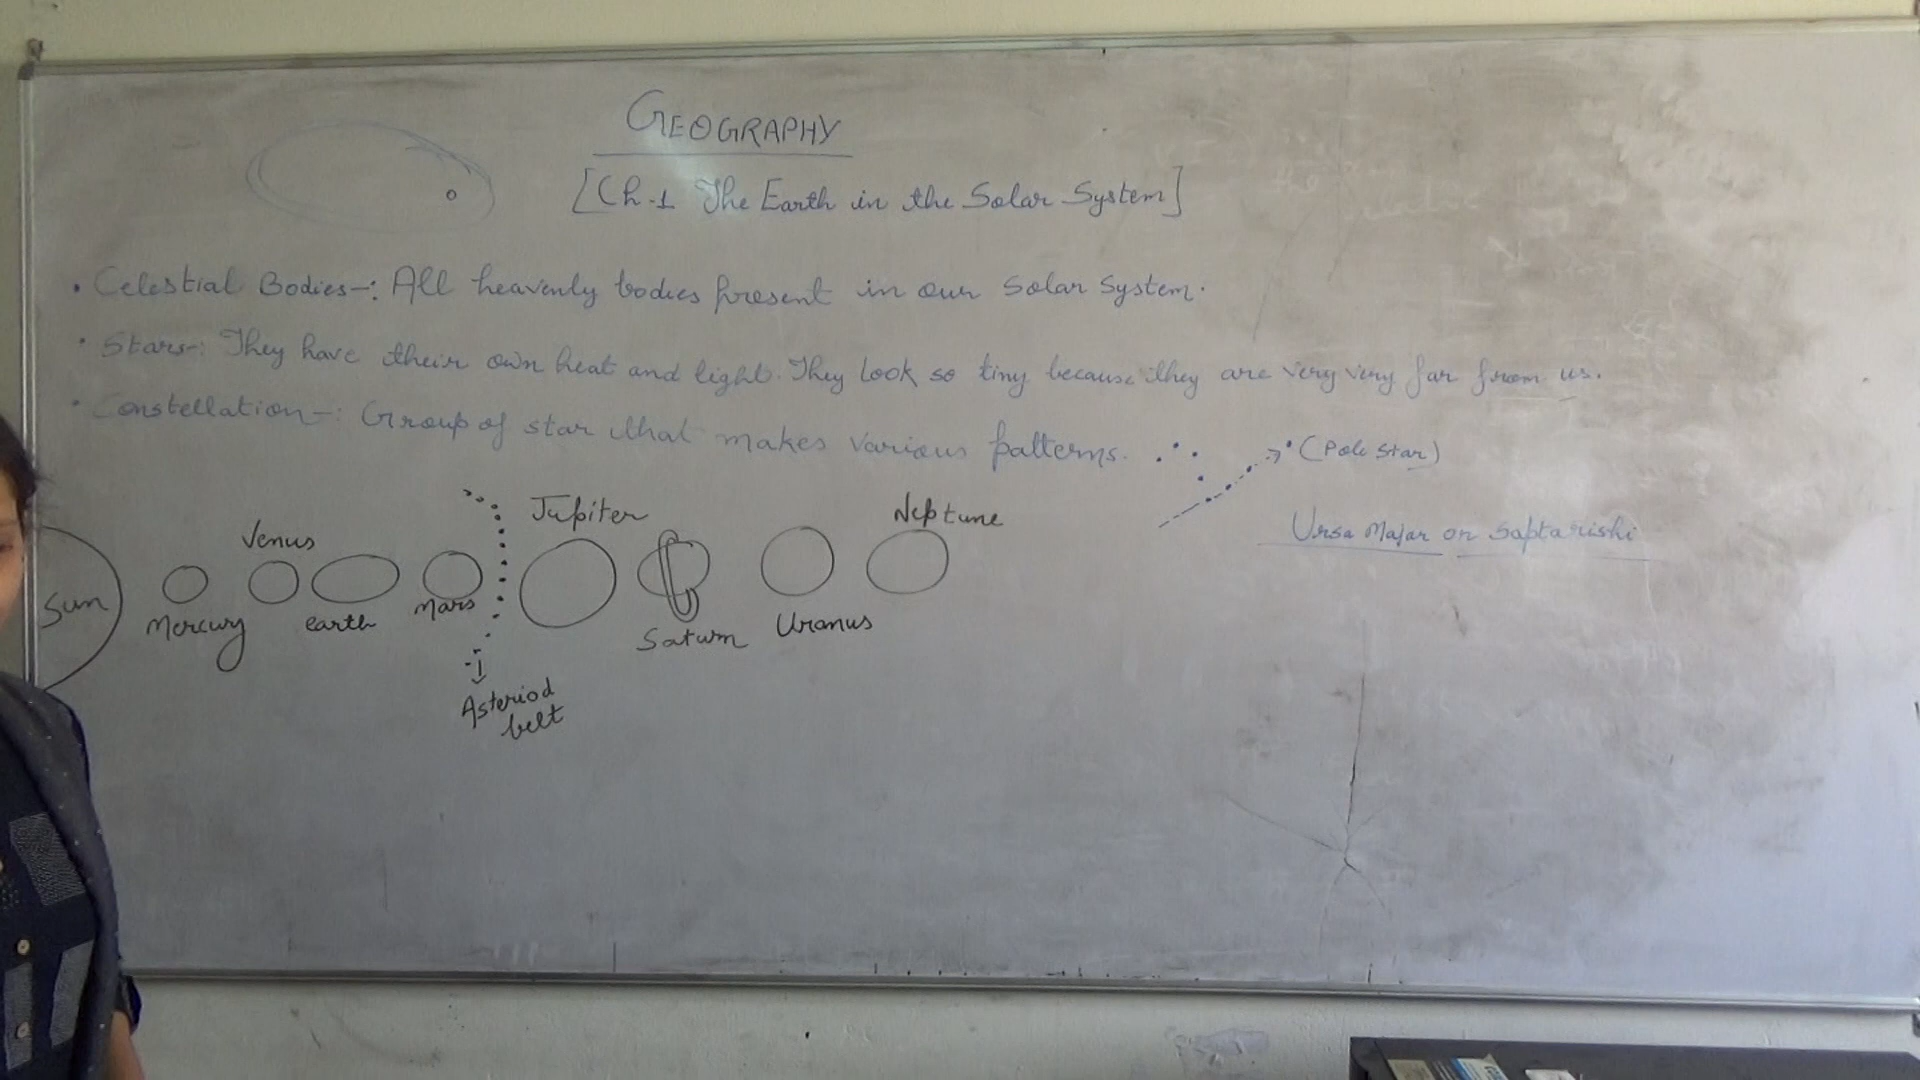 GEOGRAPHY
[Ch-1 The Earth in the Solar System]
• Celestial Bodies-: All heavenly bodies present in our Solar System.
• Stars-: They have their own heat and light. They look so tiny because they are very very far from us.
• Constellation-: Group of star that makes various patterns.
(Pole Star)
Ursa Major or Saptarishi
Jupiter
Neptune
Venus
Sun
Mercury
earth
Mars
Saturn
Uranus
Asteriod
belt